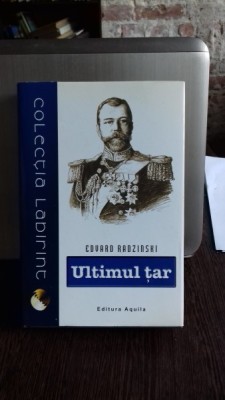 Colecția Labirint
EDVARD RADZINSKI
Ultimul țar
Editura Aquila